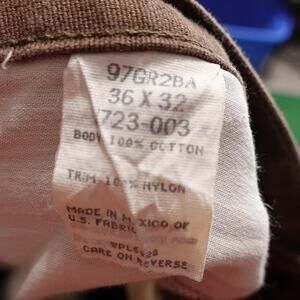 97GR2BA
36 X 32
723-003
BODY 100% COTTON
TRIM 100% NYLON
MADE IN MEXICO OF
U.S. FABRIC
CARE ON REVERSE